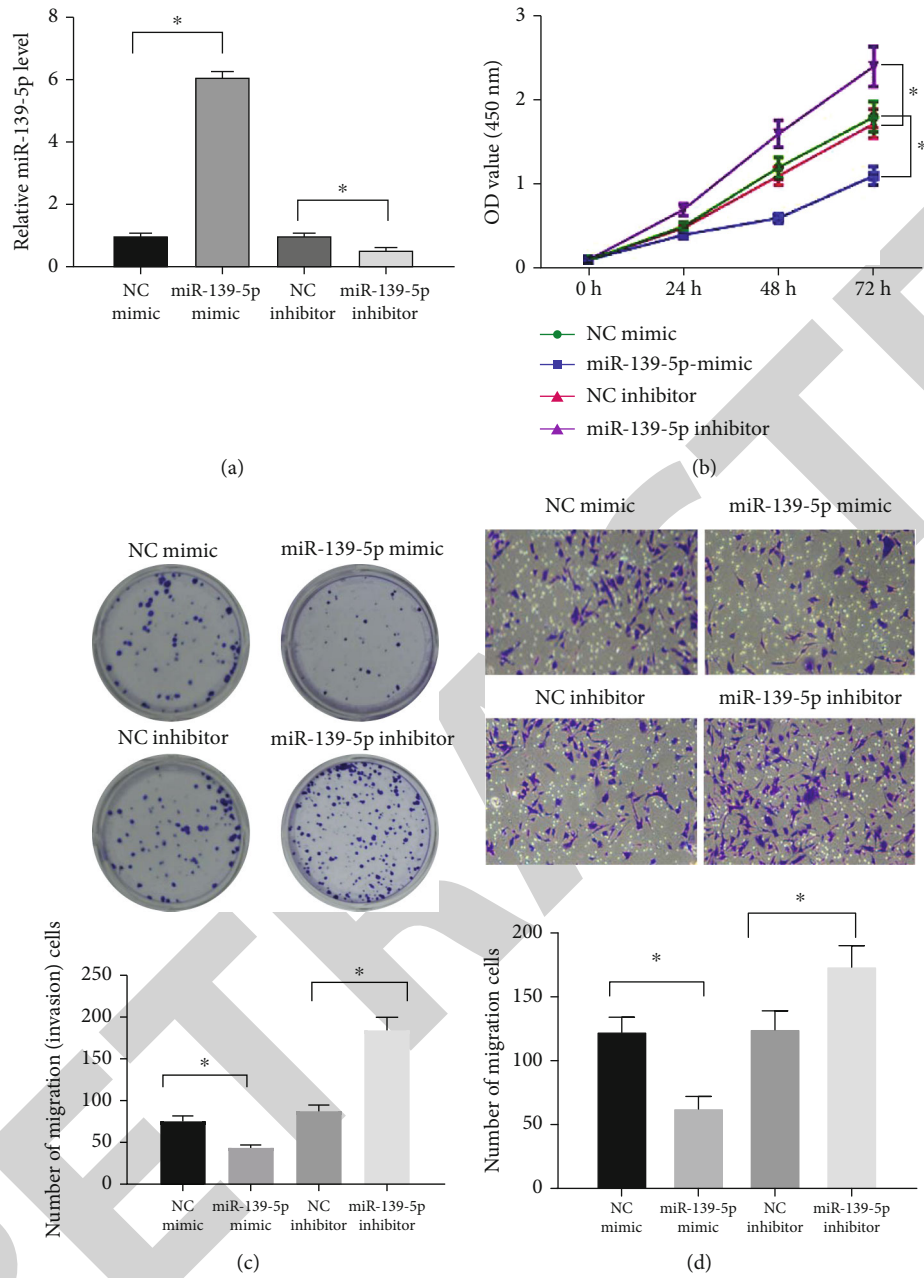 Relative miR-139-5p level
8
6
4
2
0
*
*
NC mimic
miR-139-5p mimic
NC inhibitor
miR-139-5p inhibitor
(a)
OD value (450 nm)
3
2
1
0
0 h 24 h 48 h 72 h
*
*
NC mimic
miR-139-5p-mimic
NC inhibitor
miR-139-5p inhibitor
(b)
NC mimic
miR-139-5p mimic
NC inhibitor
miR-139-5p inhibitor
Number of migration (invasion) cells
250
200
150
100
50
0
*
*
NC mimic
miR-139-5p mimic
NC inhibitor
miR-139-5p inhibitor
(c)
NC mimic
miR-139-5p mimic
NC inhibitor
miR-139-5p inhibitor
Number of migration cells
200
150
100
50
0
*
*
NC mimic
miR-139-5p mimic
NC inhibitor
miR-139-5p inhibitor
(d)